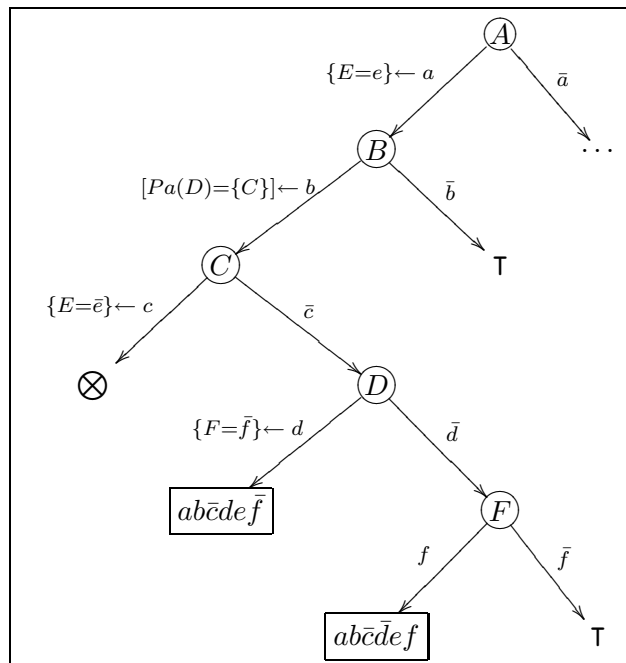 A
{E=e}← a
ā
B
···
[Pa(D)={C}]← b
b̄
C
T
{E=ē}← c
c̄
⊗
D
{F=f̄}← d
d̄
abc̄def̄
F
f
f̄
abc̄d̄ef
T